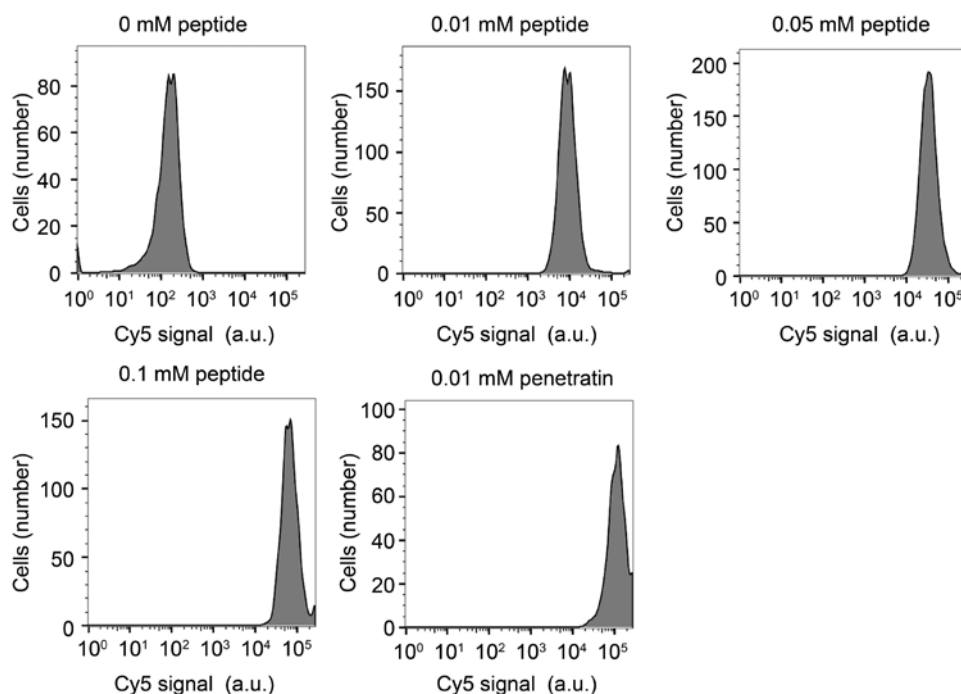 0 mM peptide
Cells (number)
80
60
40
20
0
10⁰ 10¹ 10² 10³ 10⁴ 10⁵
Cy5 signal (a.u.)
0.01 mM peptide
Cells (number)
150
100
50
0
10⁰ 10¹ 10² 10³ 10⁴ 10⁵
Cy5 signal (a.u.)
0.05 mM peptide
Cells (number)
200
150
100
50
0
10⁰ 10¹ 10² 10³ 10⁴ 10⁵
Cy5 signal (a.u.)
0.1 mM peptide
Cells (number)
150
100
50
0
10⁰ 10¹ 10² 10³ 10⁴ 10⁵
Cy5 signal (a.u.)
0.01 mM penetratin
Cells (number)
100
80
60
40
20
0
10⁰ 10¹ 10² 10³ 10⁴ 10⁵
Cy5 signal (a.u.)